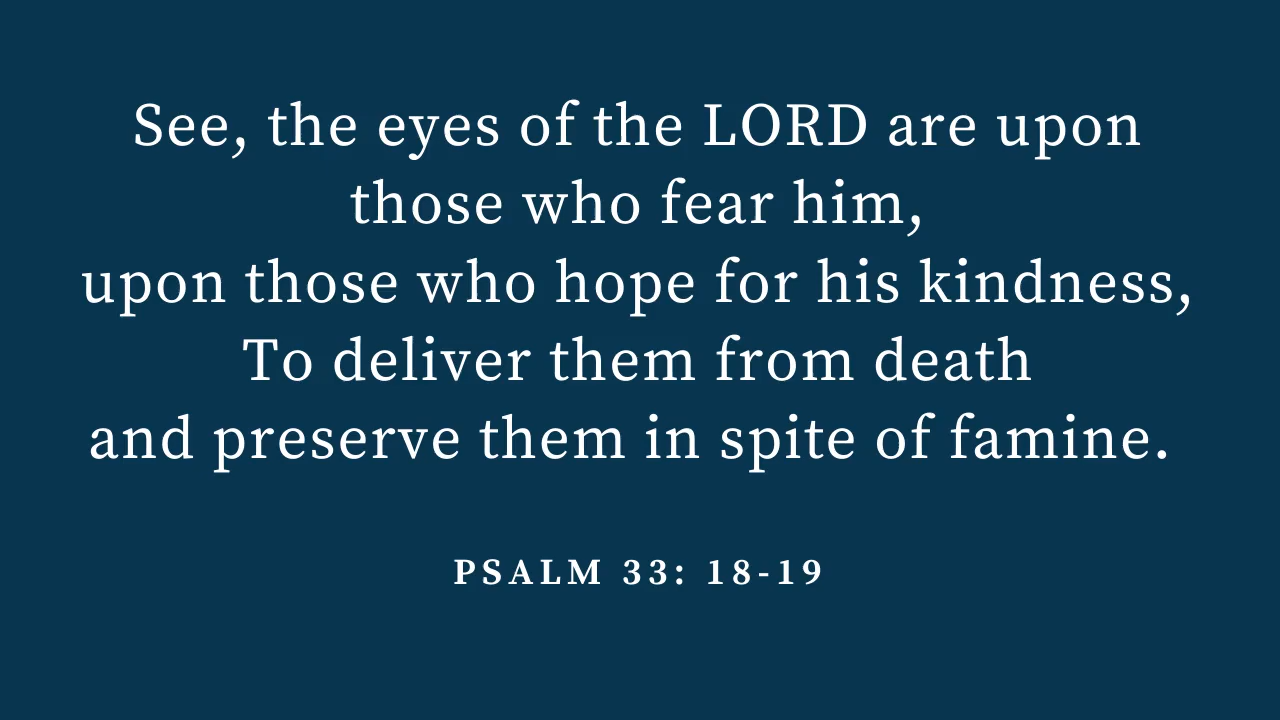 See, the eyes of the LORD are upon
those who fear him,
upon those who hope for his kindness,
To deliver them from death
and preserve them in spite of famine.
PSALM 33: 18-19